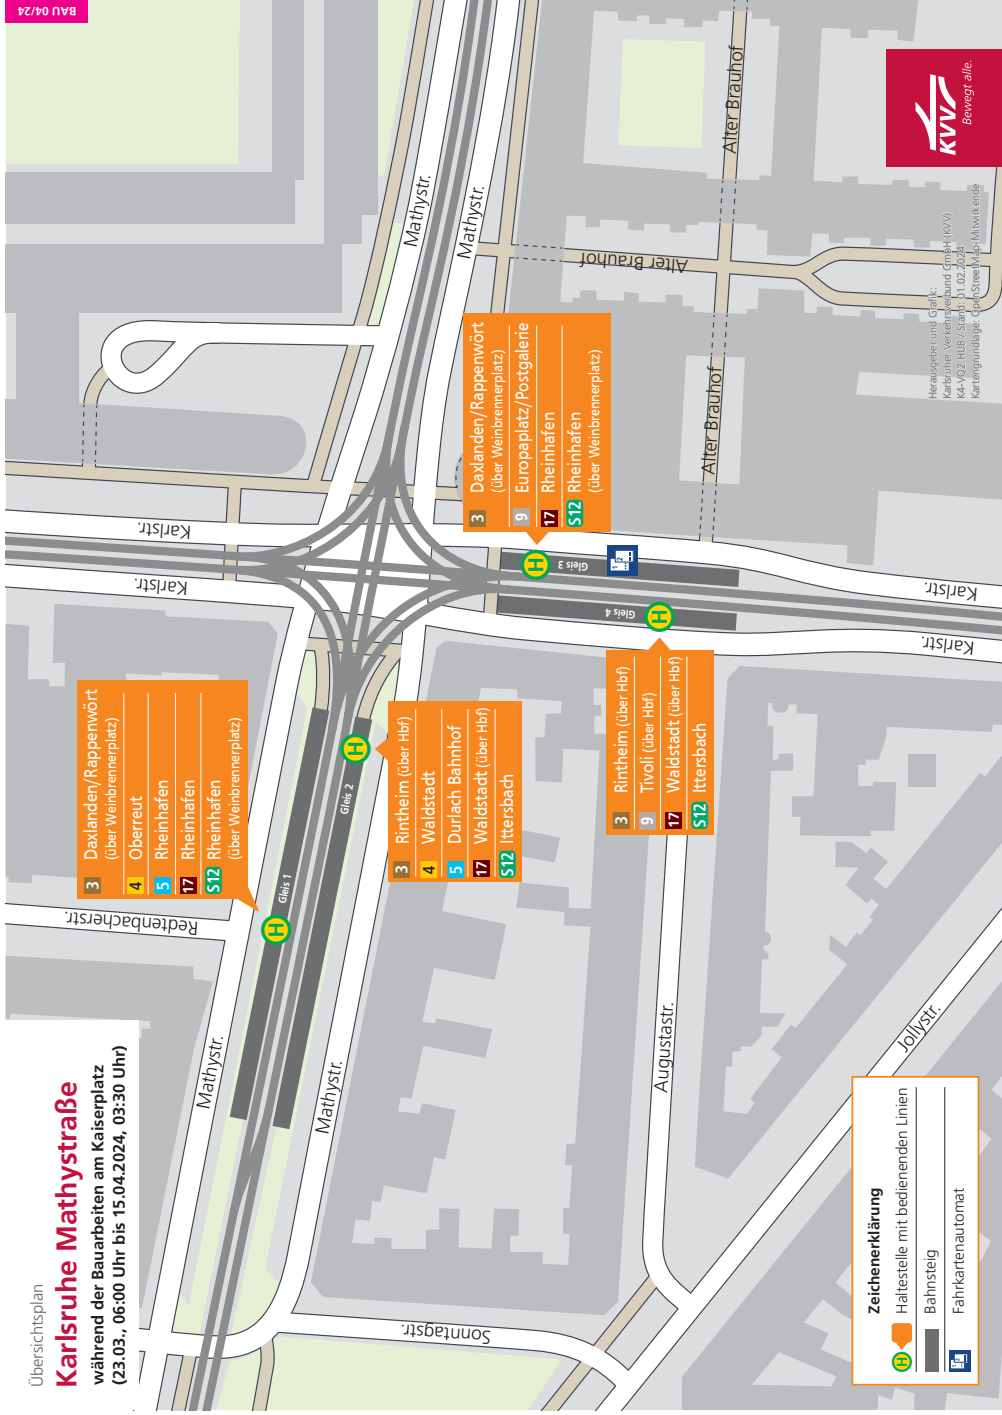 Übersichtsplan
Karlsruhe Mathystraße
während der Bauarbeiten am Kaiserplatz
(23.03., 06:00 Uhr bis 15.04.2024, 03:30 Uhr)
BAU 04/24
KVV
Bewegt alle.
Herausgeber und Grafik:
Karlsruher Verkehrsverbund GmbH (KVV)
K4-VQ2 HUB / Stand: 01.02.2024
Kartengrundlage: OpenStreetMap-Mitwirkende
3 Daxlanden/Rappenwört
(über Weinbrennerplatz)
4 Oberreut
5 Rheinhafen
17 Rheinhafen
S12 Rheinhafen
(über Weinbrennerplatz)
H
Gleis 1
3 Rintheim (über Hbf)
4 Waldstadt
5 Durlach Bahnhof
17 Waldstadt (über Hbf)
S12 Ittersbach
H
Gleis 2
3 Daxlanden/Rappenwört
(über Weinbrennerplatz)
9 Europaplatz/Postgalerie
17 Rheinhafen
S12 Rheinhafen
(über Weinbrennerplatz)
H
Gleis 3
3 Rintheim (über Hbf)
9 Tivoli (über Hbf)
17 Waldstadt (über Hbf)
S12 Ittersbach
H
Gleis 4
Mathystr.
Mathystr.
Mathystr.
Mathystr.
Karlstr.
Karlstr.
Karlstr.
Karlstr.
Redtenbacherstr.
Alter Brauhof
Alter Brauhof
Alter Brauhof
Augustastr.
Jollystr.
Sonntagstr.
Zeichenerklärung
H Haltestelle mit bedienenden Linien
Bahnsteig
Fahrkartenautomat